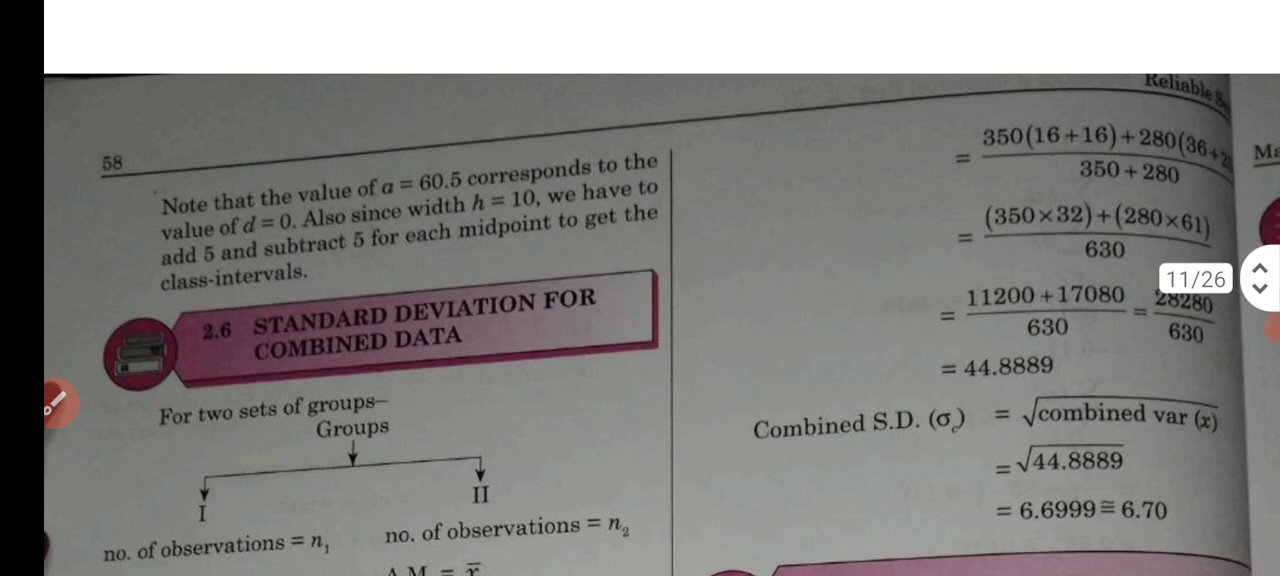 Reliable
58
Note that the value of a = 60.5 corresponds to the
value of d = 0. Also since width h = 10, we have to
add 5 and subtract 5 for each midpoint to get the
class-intervals.
2.6 STANDARD DEVIATION FOR
COMBINED DATA
For two sets of groups–
Groups
I
II
no. of observations = n₁
no. of observations = n₂
A.M. = x̅
= 350(16+16)+280(36+
350+280
= (350×32)+(280×61)
630
= 11200+17080 = 28280
630 630
= 44.8889
Combined S.D. (σc) = √combined var (x)
= √44.8889
= 6.6999 ≅ 6.70
Ma
11/26